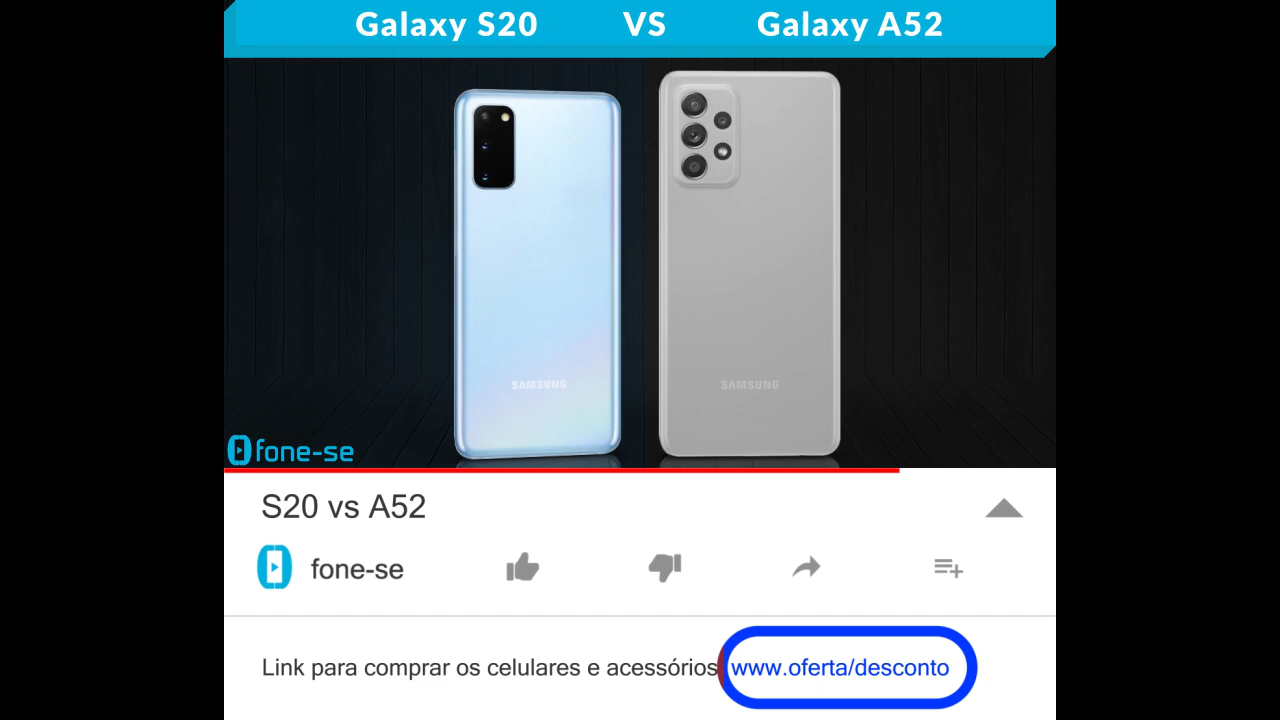 Galaxy S20 VS Galaxy A52
SAMSUNG SAMSUNG
fone-se
S20 vs A52
fone-se
Link para comprar os celulares e acessórios www.oferta/desconto